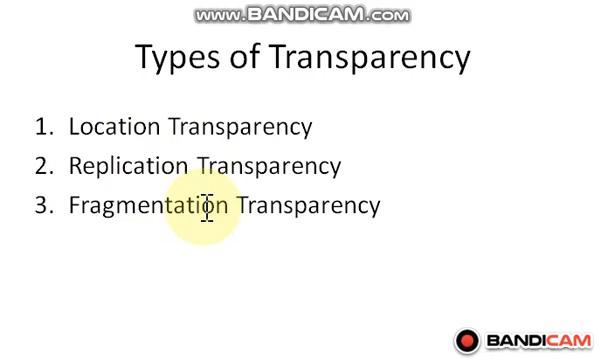 WWW.BANDICAM.COM
Types of Transparency
1. Location Transparency
2. Replication Transparency
3. Fragmentation Transparency
BANDICAM